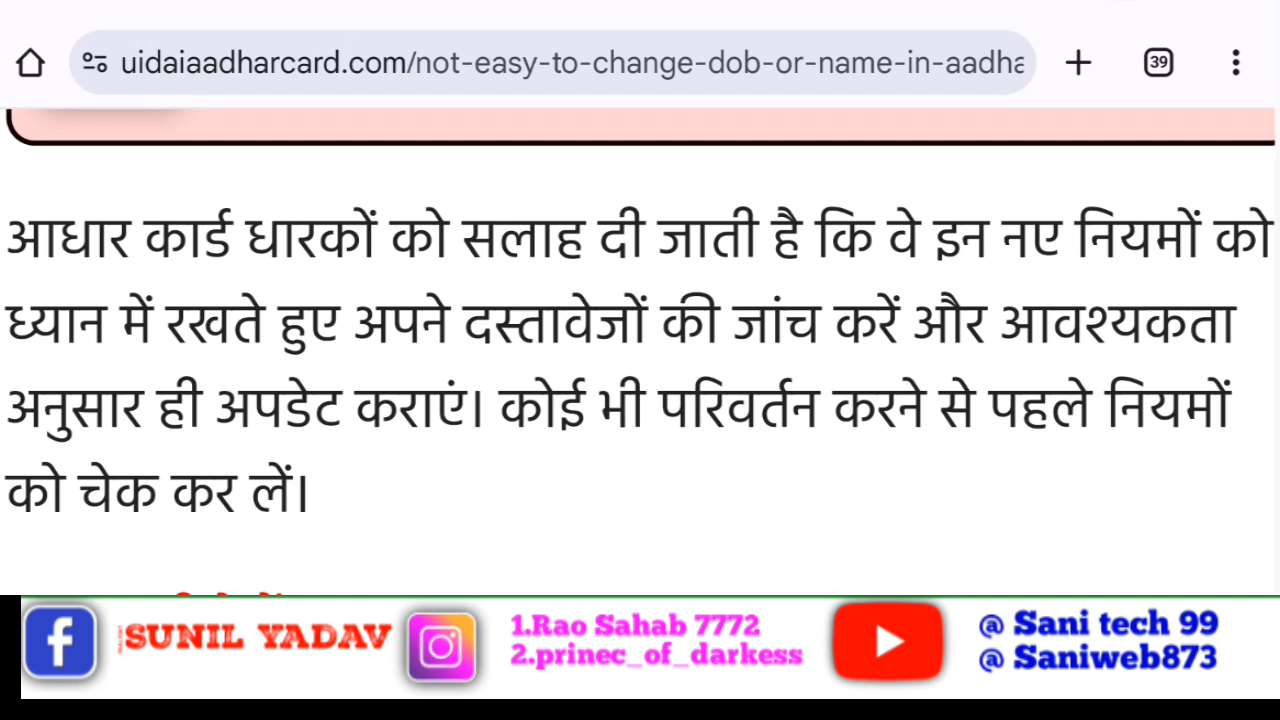 uidaiaadharcard.com/not-easy-to-change-dob-or-name-in-aadha
39
आधार कार्ड धारकों को सलाह दी जाती है कि वे इन नए नियमों को
ध्यान में रखते हुए अपने दस्तावेजों की जांच करें और आवश्यकता
अनुसार ही अपडेट कराएं। कोई भी परिवर्तन करने से पहले नियमों
को चेक कर लें।
SUNIL YADAV
1.Rao Sahab 7772
2.prinec_of_darkess
@ Sani tech 99
@ Saniweb873